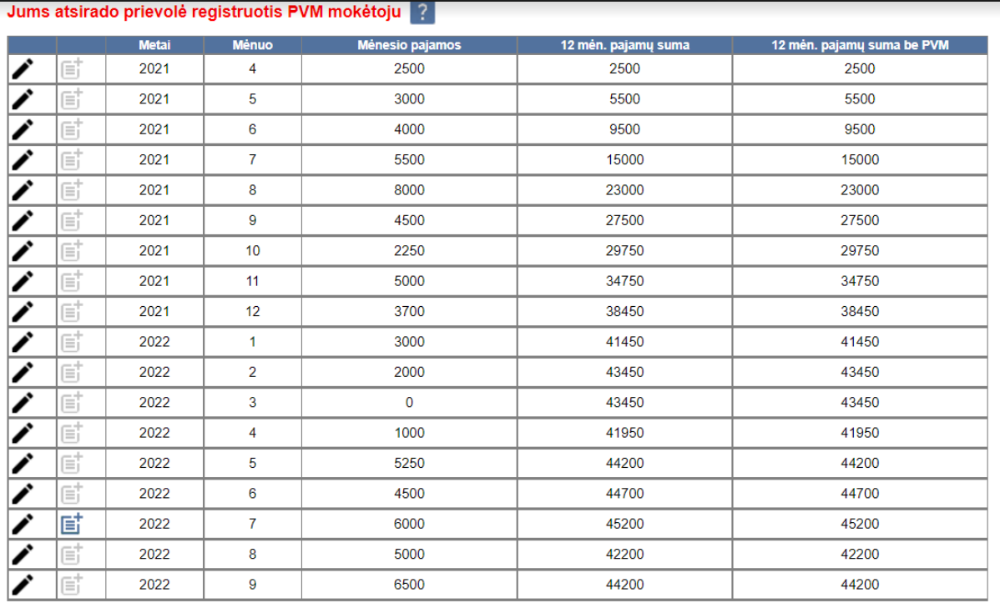 Jums atsirado prievolė registruotis PVM mokėtoju ?
Metai Mėnuo Mėnesio pajamos 12 mėn. pajamų suma 12 mėn. pajamų suma be PVM
2021 4 2500 2500 2500
2021 5 3000 5500 5500
2021 6 4000 9500 9500
2021 7 5500 15000 15000
2021 8 8000 23000 23000
2021 9 4500 27500 27500
2021 10 2250 29750 29750
2021 11 5000 34750 34750
2021 12 3700 38450 38450
2022 1 3000 41450 41450
2022 2 2000 43450 43450
2022 3 0 43450 43450
2022 4 1000 41950 41950
2022 5 5250 44200 44200
2022 6 4500 44700 44700
2022 7 6000 45200 45200
2022 8 5000 42200 42200
2022 9 6500 44200 44200